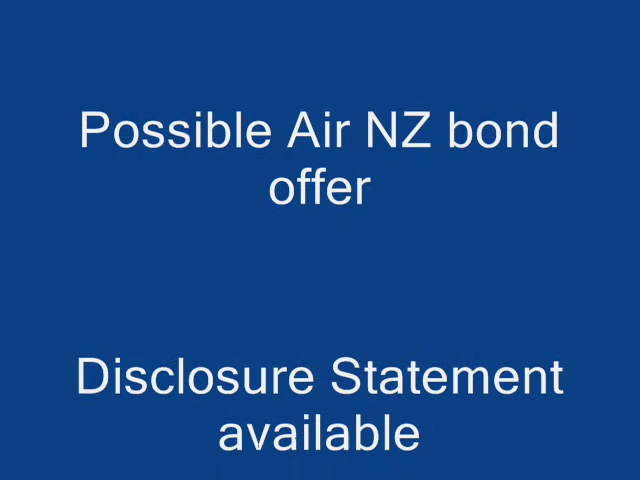 Possible Air NZ bond
offer
Disclosure Statement
available